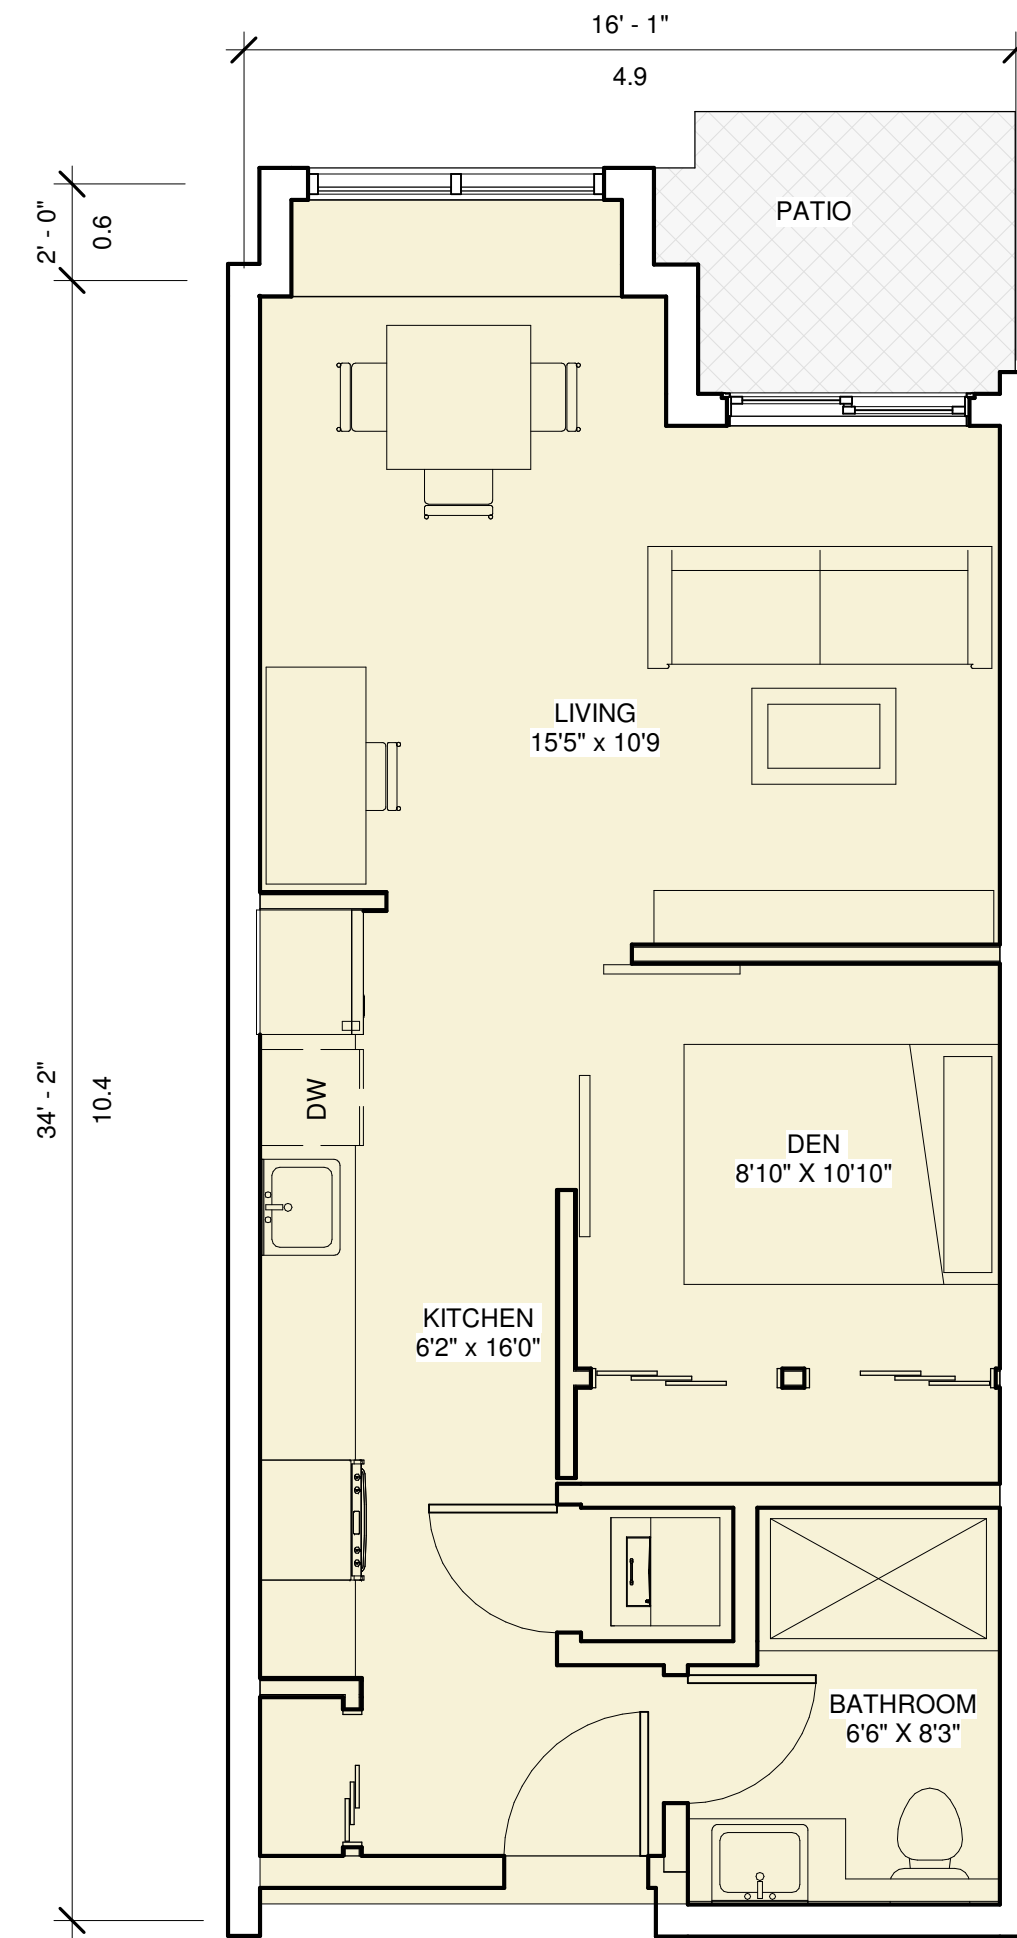 16' - 1"
4.9
PATIO
2' - 0"
0.6
LIVING
15'5" x 10'9
34' - 2"
10.4
DW
DEN
8'10" X 10'10"
KITCHEN
6'2" x 16'0"
BATHROOM
6'6" X 8'3"